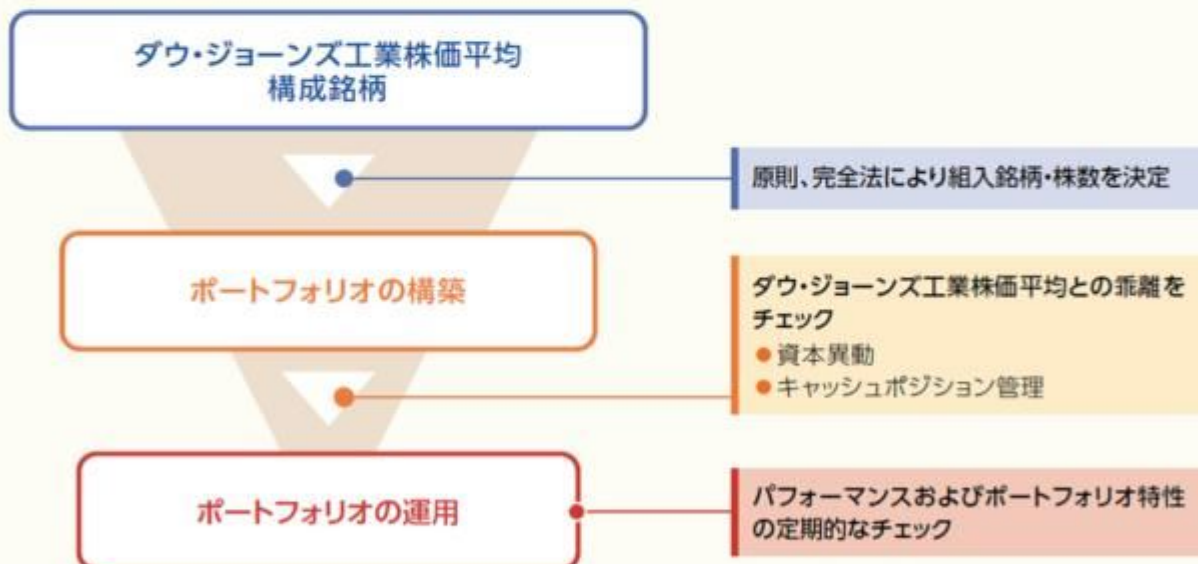 ダウ・ジョーンズ工業株価平均
構成銘柄
原則、完全法により組入銘柄・株数を決定
ポートフォリオの構築
ダウ・ジョーンズ工業株価平均との乖離を
チェック
●資本異動
●キャッシュポジション管理
ポートフォリオの運用
パフォーマンスおよびポートフォリオ特性
の定期的なチェック